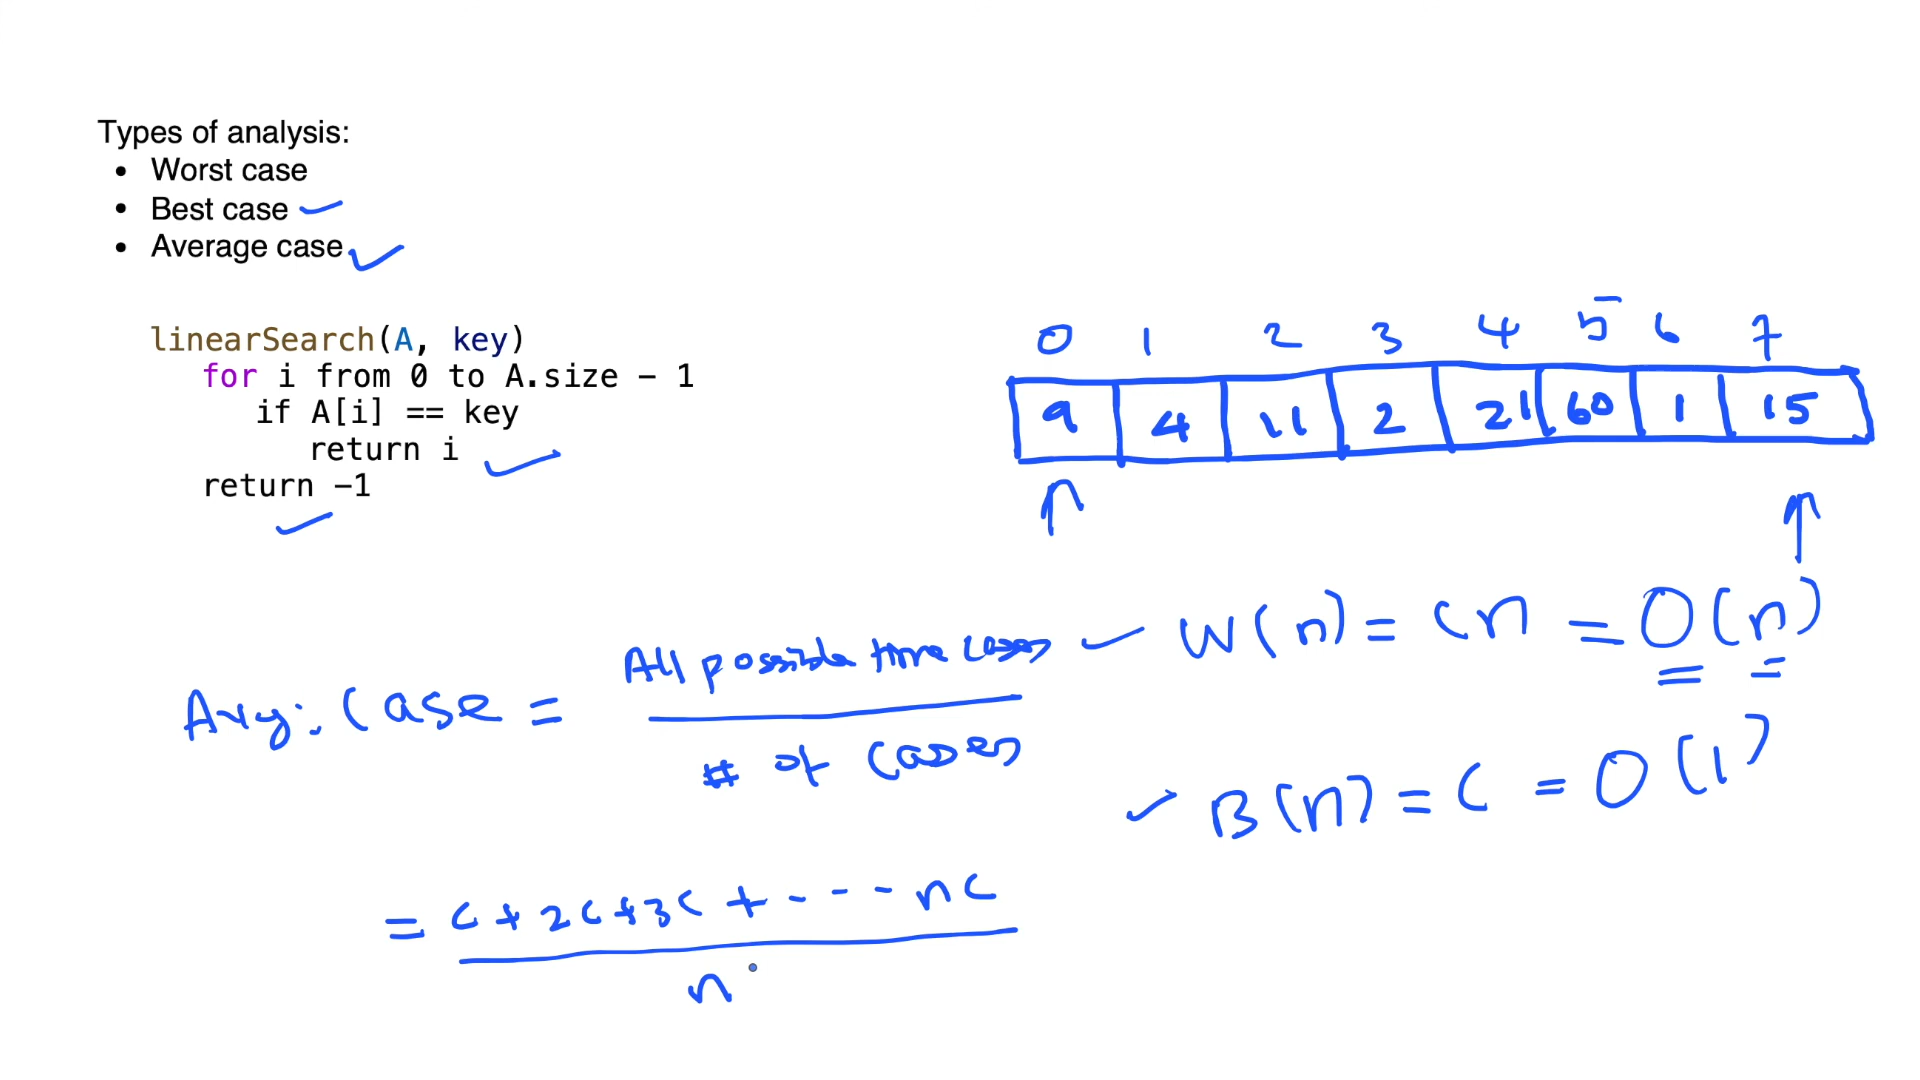 Types of analysis:
• Worst case
• Best case
• Average case
linearSearch(A, key)
for i from 0 to A.size - 1
if A[i] == key
return i
return -1
0 1 2 3 4 5 6 7
9 4 11 2 21 60 1 15
W(n) = cn = O(n)
B(n) = c = O(1)
Avg: Case = All possible time cases
# of cases
= c + 2c + 3c + - - - nc
n